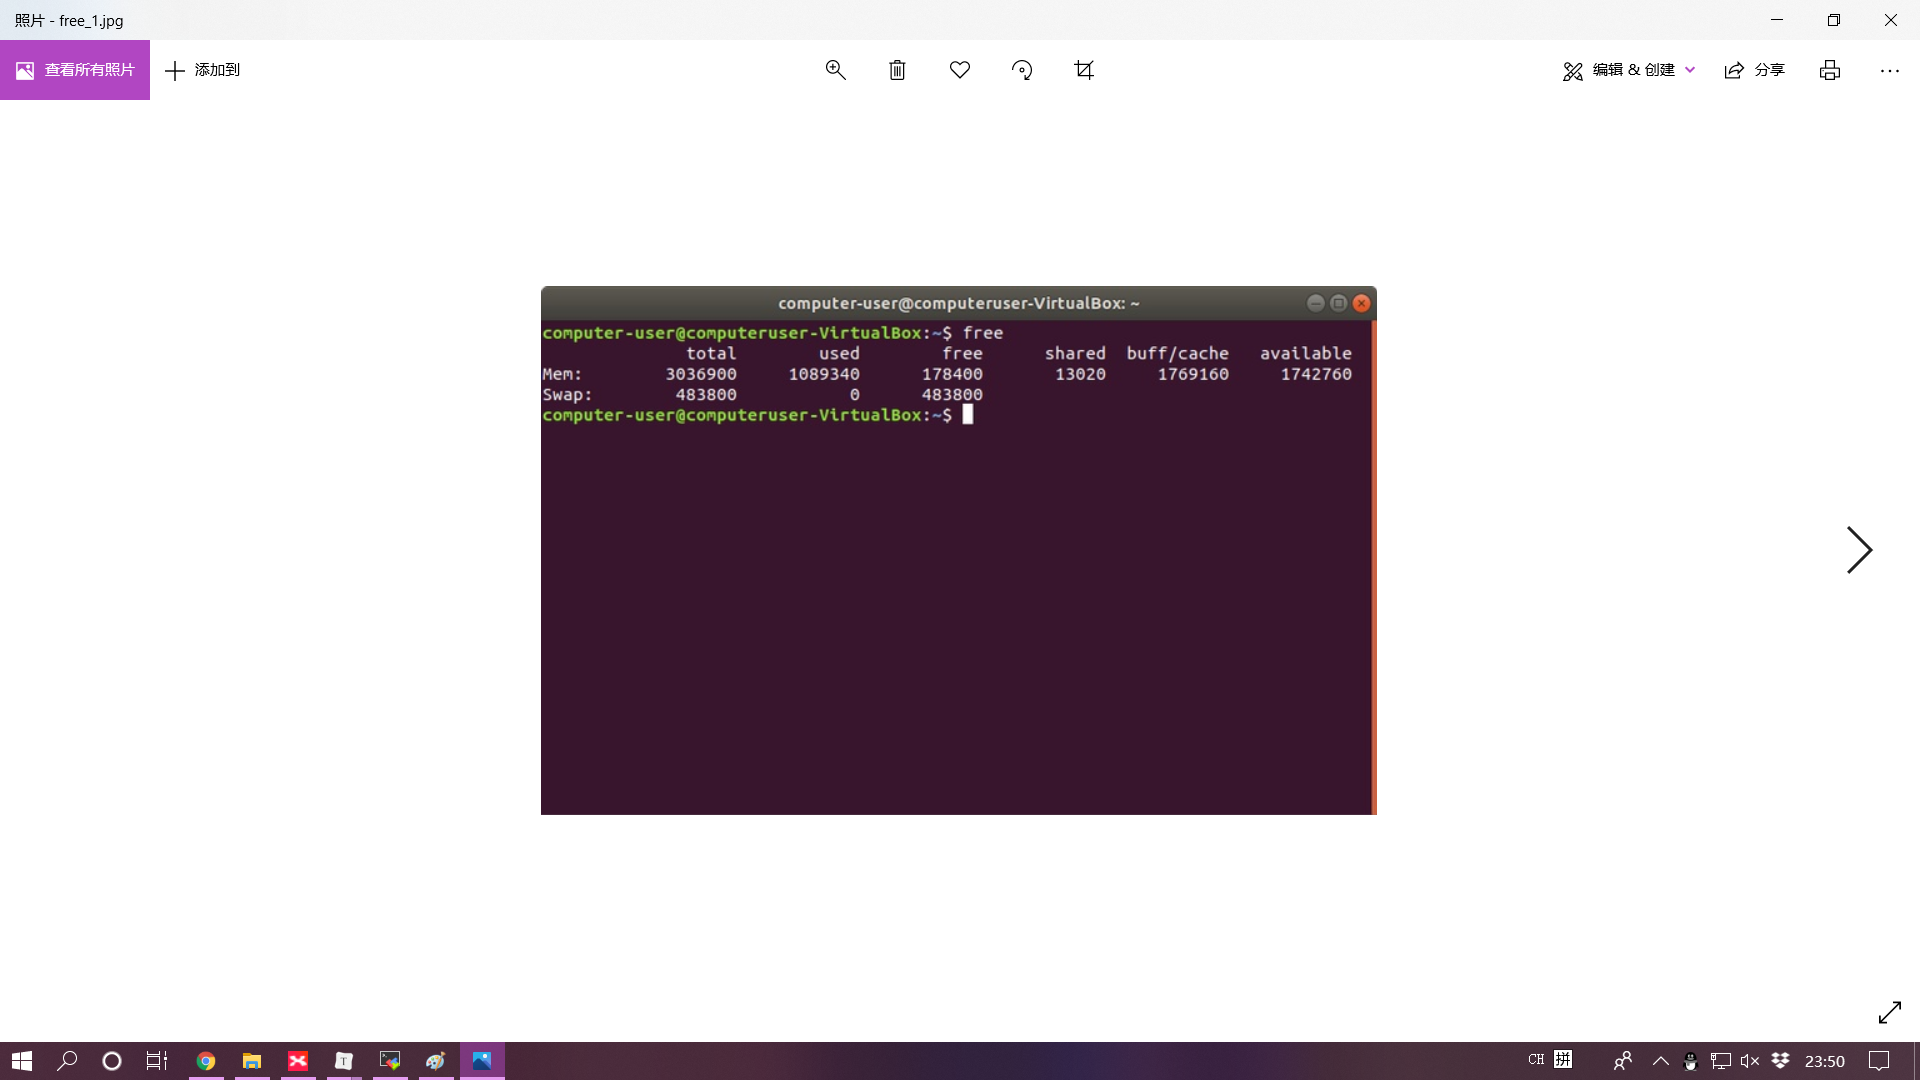 照片 - free_1.jpg
查看所有照片
添加到
编辑 & 创建
分享
computer-user@computeruser-VirtualBox: ~
computer-user@computeruser-VirtualBox:~$ free
total used free shared buff/cache available
Mem: 3036900 1089340 178400 13020 1769160 1742760
Swap: 483800 0 483800
computer-user@computeruser-VirtualBox:~$
T
CH 拼
23:50